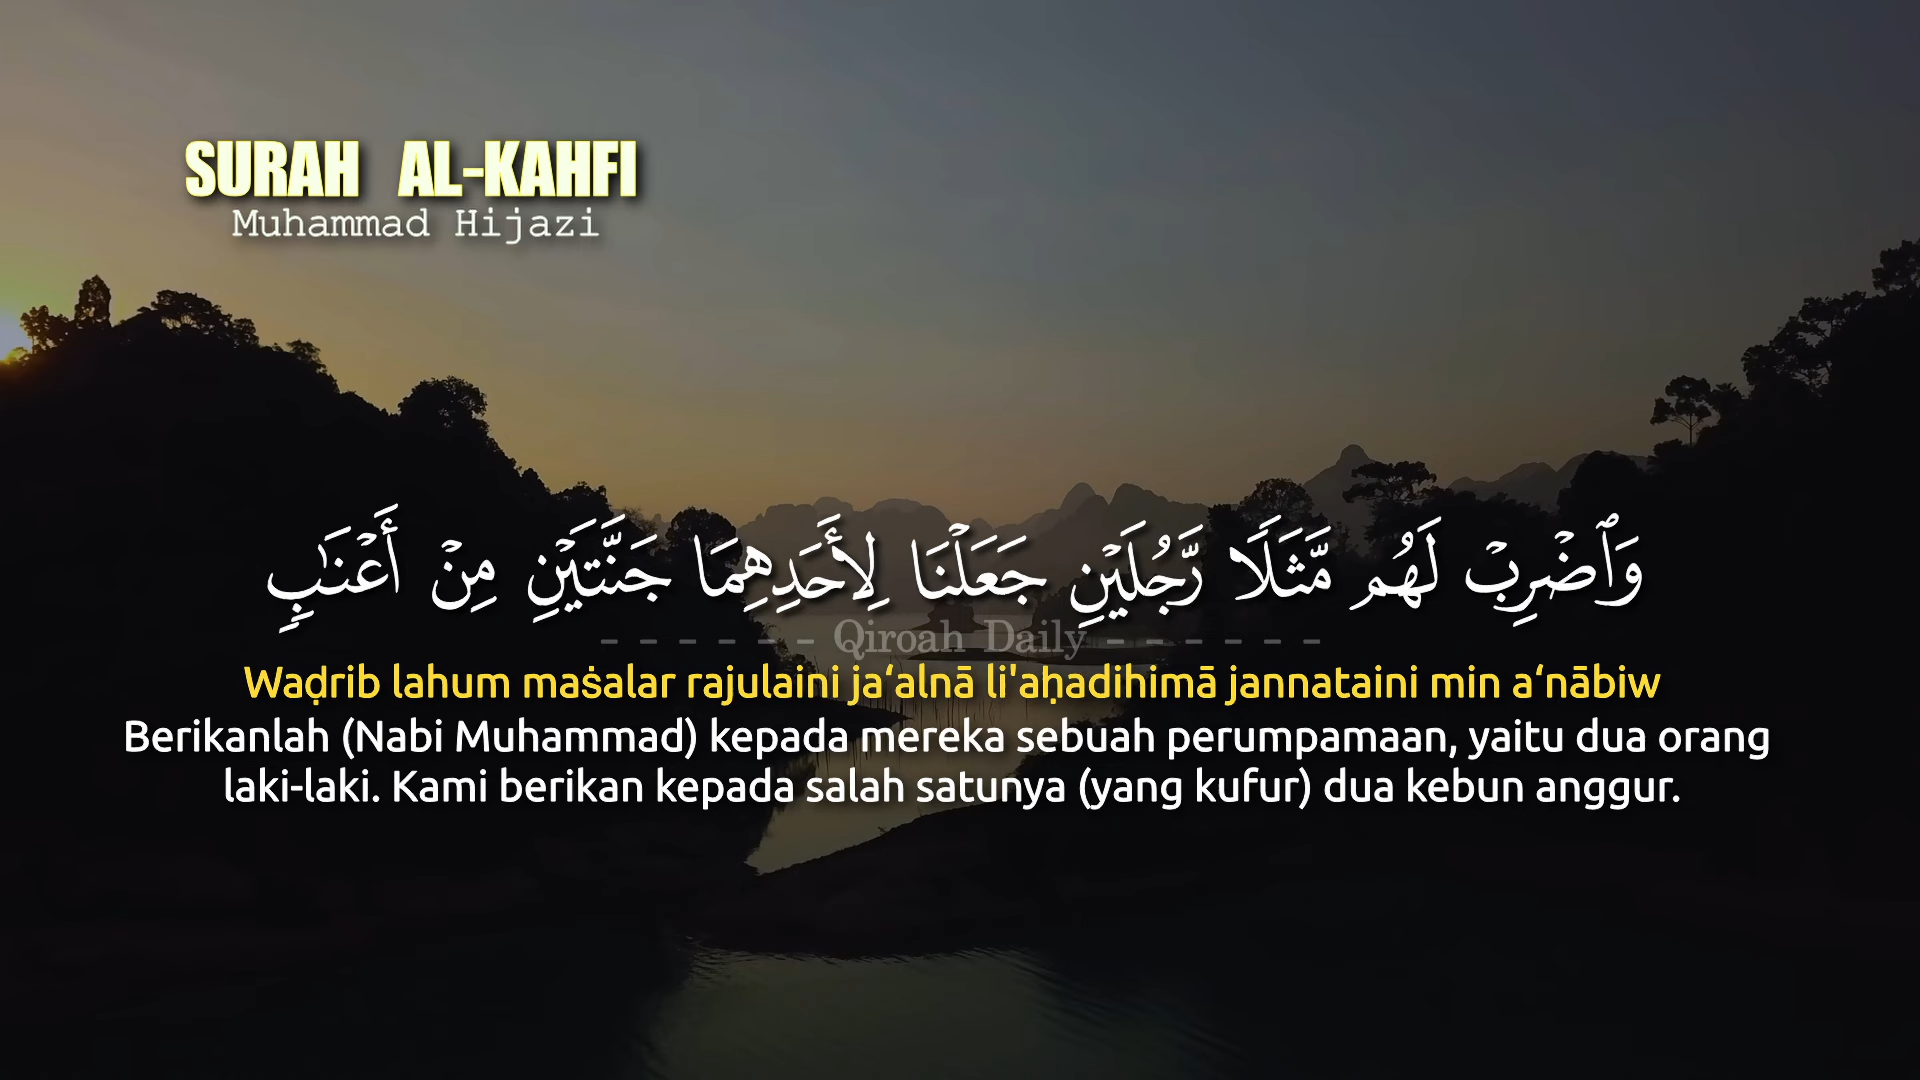 SURAH AL-KAHFI
Muhammad Hijazi
وَٱضْرِبْ لَهُم مَّثَلًا رَّجُلَيْنِ جَعَلْنَا لِأَحَدِهِمَا جَنَّتَيْنِ مِنْ أَعْنَـٰبٍ
- - - - - - Qiroah Daily - - - - - -
Waḍrib lahum maṡalar rajulaini ja‘alnā li'aḥadihimā jannataini min a‘nābiw
Berikanlah (Nabi Muhammad) kepada mereka sebuah perumpamaan, yaitu dua orang
laki-laki. Kami berikan kepada salah satunya (yang kufur) dua kebun anggur.